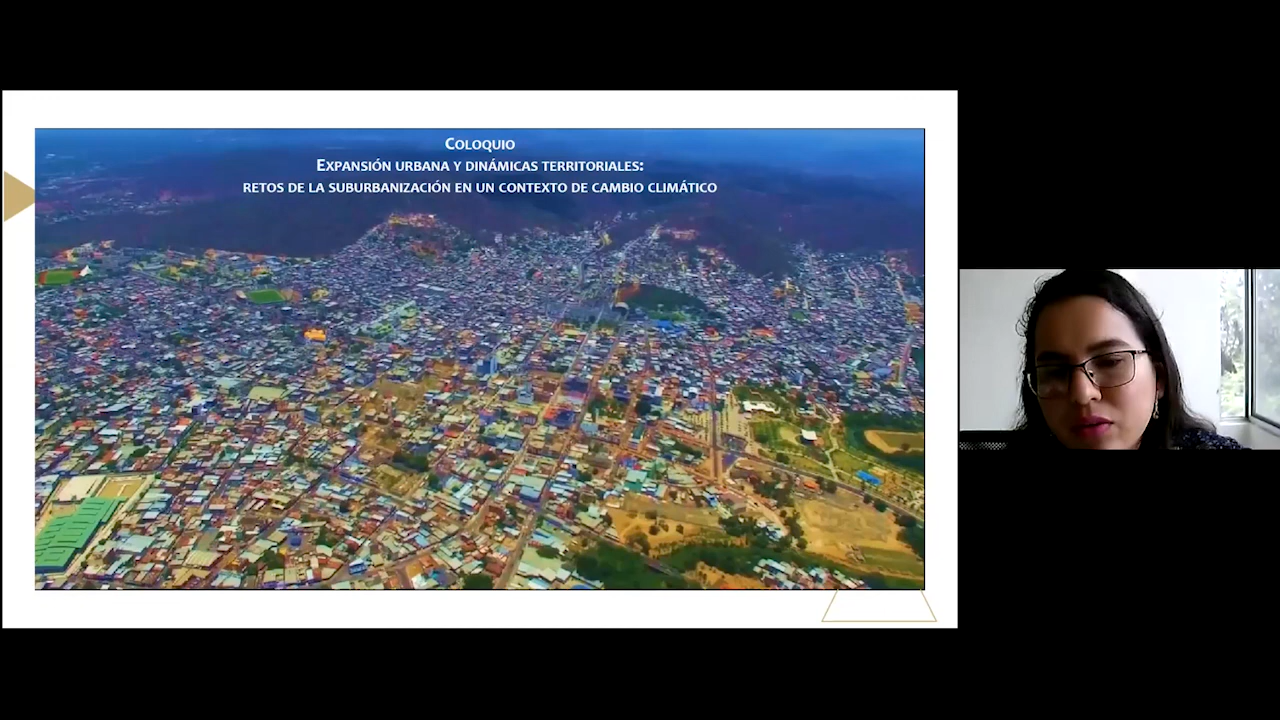 Coloquio
Expansión urbana y dinámicas territoriales:
retos de la suburbanización en un contexto de cambio climático